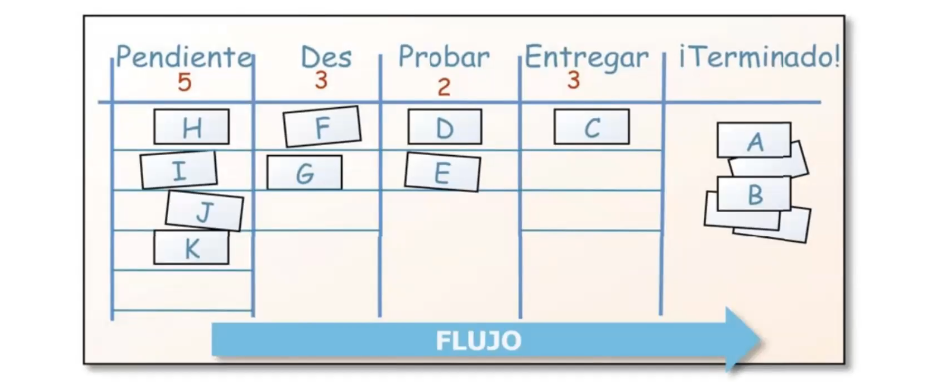 Pendiente Des Probar Entregar ¡Terminado!
5 3 2 3
H F D C A
I G E B
J
K
FLUJO